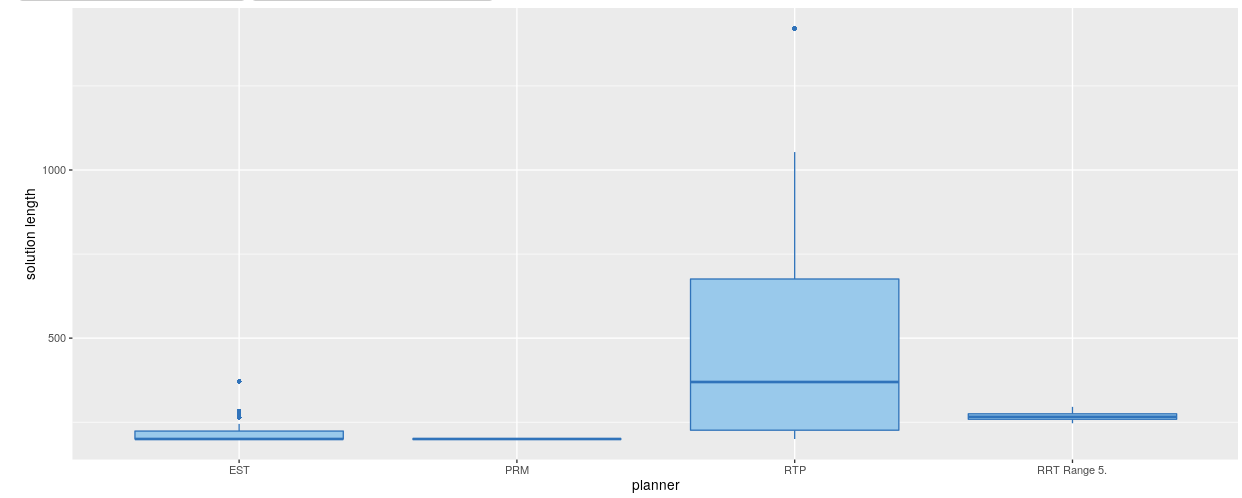 1000
500
solution length
EST
PRM
RTP
RRT Range 5.
planner